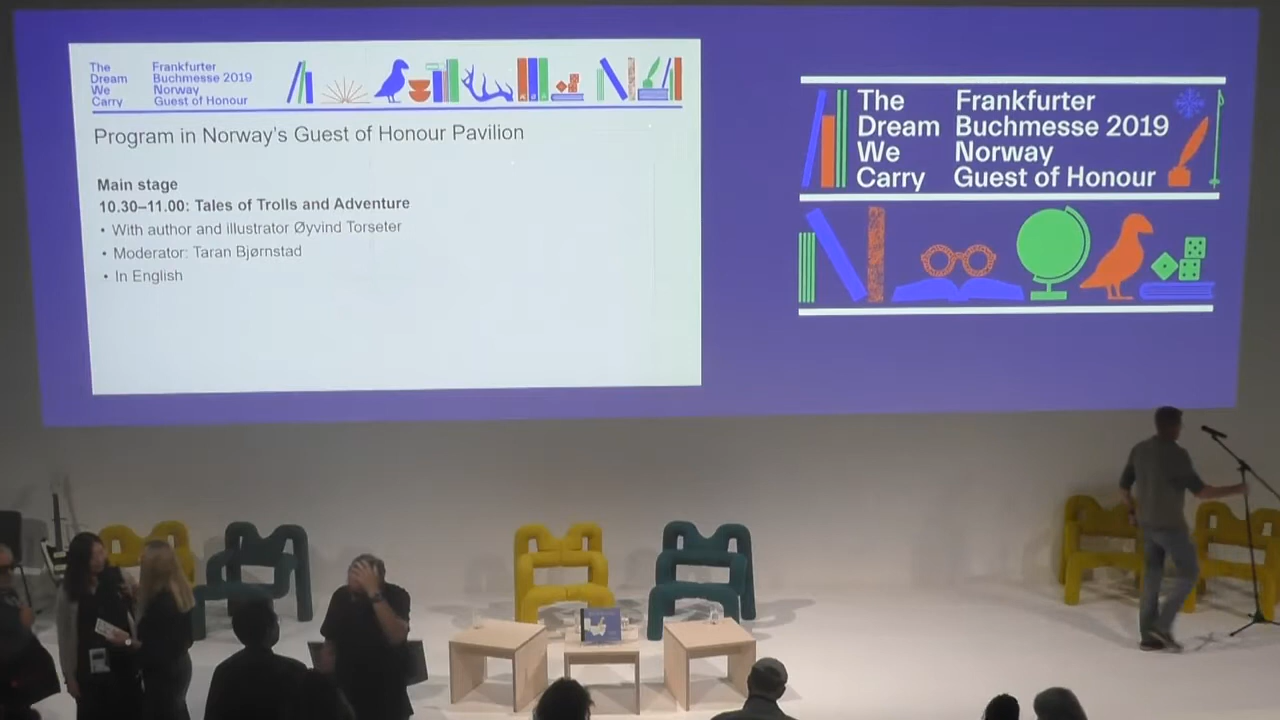 The Dream We Carry
Frankfurter Buchmesse 2019 Norway Guest of Honour
Program in Norway's Guest of Honour Pavilion
Main stage
10.30–11.00: Tales of Trolls and Adventure
• With author and illustrator Øyvind Torseter
• Moderator: Taran Bjørnstad
• In English
The
Dream
We
Carry
Frankfurter
Buchmesse 2019
Norway
Guest of Honour